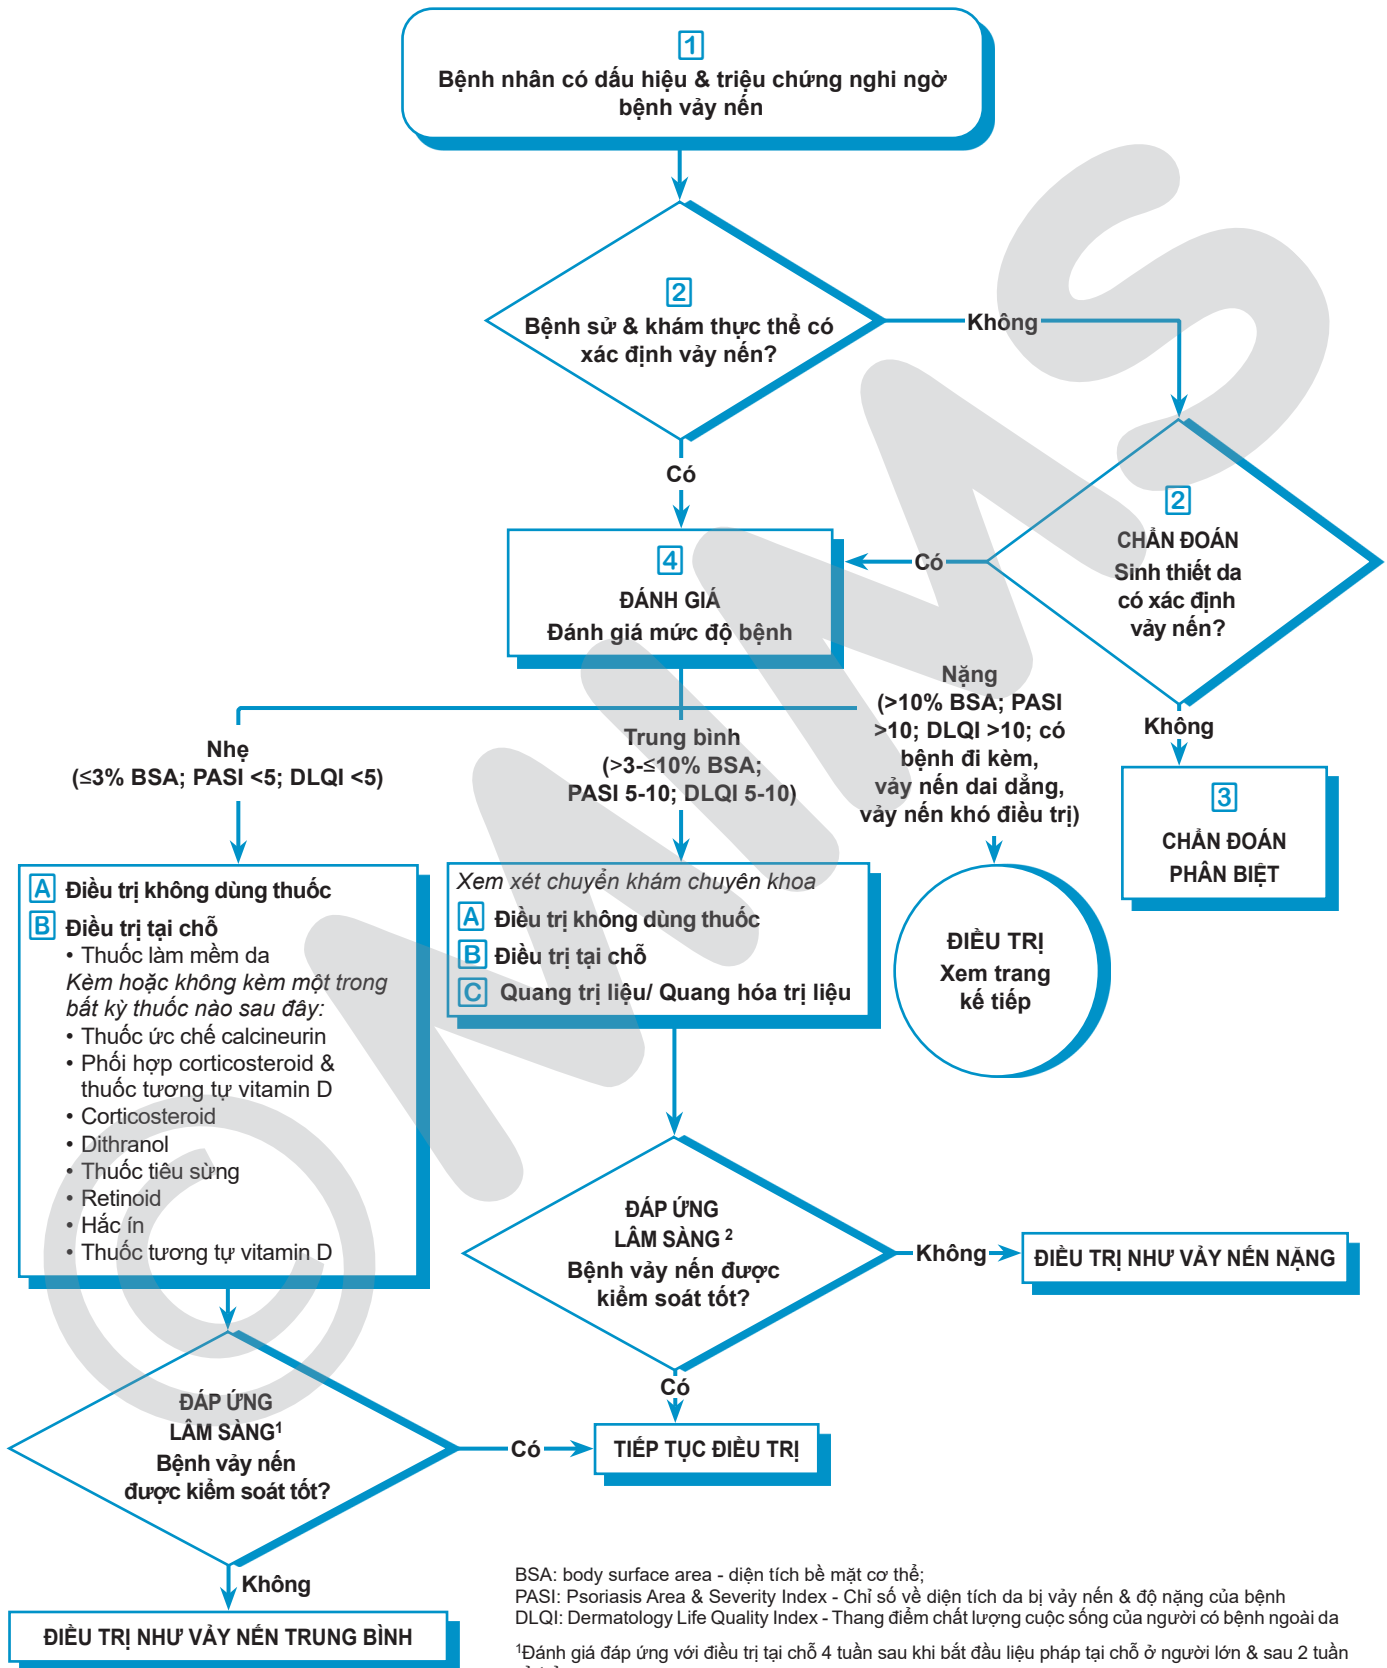 1
Bệnh nhân có dấu hiệu & triệu chứng nghi ngờ
bệnh vảy nến
2
Bệnh sử & khám thực thể có
xác định vảy nến?
Không
Có
2
CHẨN ĐOÁN
Sinh thiết da
có xác định
vảy nến?
Có
4
ĐÁNH GIÁ
Đánh giá mức độ bệnh
Không
3
CHẨN ĐOÁN
PHÂN BIỆT
Nhẹ
(≤3% BSA; PASI <5; DLQI <5)
Trung bình
(>3-≤10% BSA;
PASI 5-10; DLQI 5-10)
Nặng
(>10% BSA; PASI
>10; DLQI >10; có
bệnh đi kèm,
vảy nến dai dẳng,
vảy nến khó điều trị)
A Điều trị không dùng thuốc
B Điều trị tại chỗ
• Thuốc làm mềm da
Kèm hoặc không kèm một trong
bất kỳ thuốc nào sau đây:
• Thuốc ức chế calcineurin
• Phối hợp corticosteroid &
thuốc tương tự vitamin D
• Corticosteroid
• Dithranol
• Thuốc tiêu sừng
• Retinoid
• Hắc ín
• Thuốc tương tự vitamin D
Xem xét chuyển khám chuyên khoa
A Điều trị không dùng thuốc
B Điều trị tại chỗ
C Quang trị liệu/ Quang hóa trị liệu
ĐIỀU TRỊ
Xem trang
kế tiếp
ĐÁP ỨNG
LÂM SÀNG 2
Bệnh vảy nến được
kiểm soát tốt?
Không
ĐIỀU TRỊ NHƯ VẢY NẾN NẶNG
Có
ĐÁP ỨNG
LÂM SÀNG1
Bệnh vảy nến
được kiểm soát tốt?
Có
TIẾP TỤC ĐIỀU TRỊ
Không
ĐIỀU TRỊ NHƯ VẢY NẾN TRUNG BÌNH
BSA: body surface area - diện tích bề mặt cơ thể;
PASI: Psoriasis Area & Severity Index - Chỉ số về diện tích da bị vảy nến & độ nặng của bệnh
DLQI: Dermatology Life Quality Index - Thang điểm chất lượng cuộc sống của người có bệnh ngoài da
1Đánh giá đáp ứng với điều trị tại chỗ 4 tuần sau khi bắt đầu liệu pháp tại chỗ ở người lớn & sau 2 tuần
© MIMS